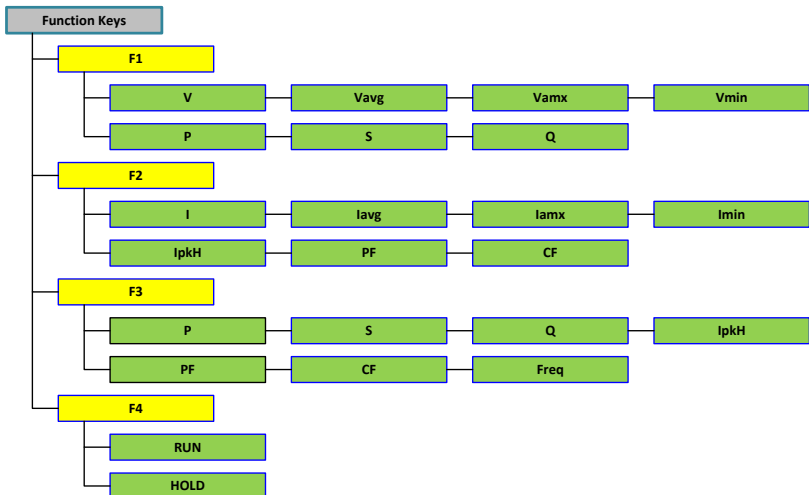 Function Keys
F1
V Vavg Vamx Vmin
P S Q
F2
I Iavg Iamx Imin
IpkH PF CF
F3
P S Q IpkH
PF CF Freq
F4
RUN
HOLD